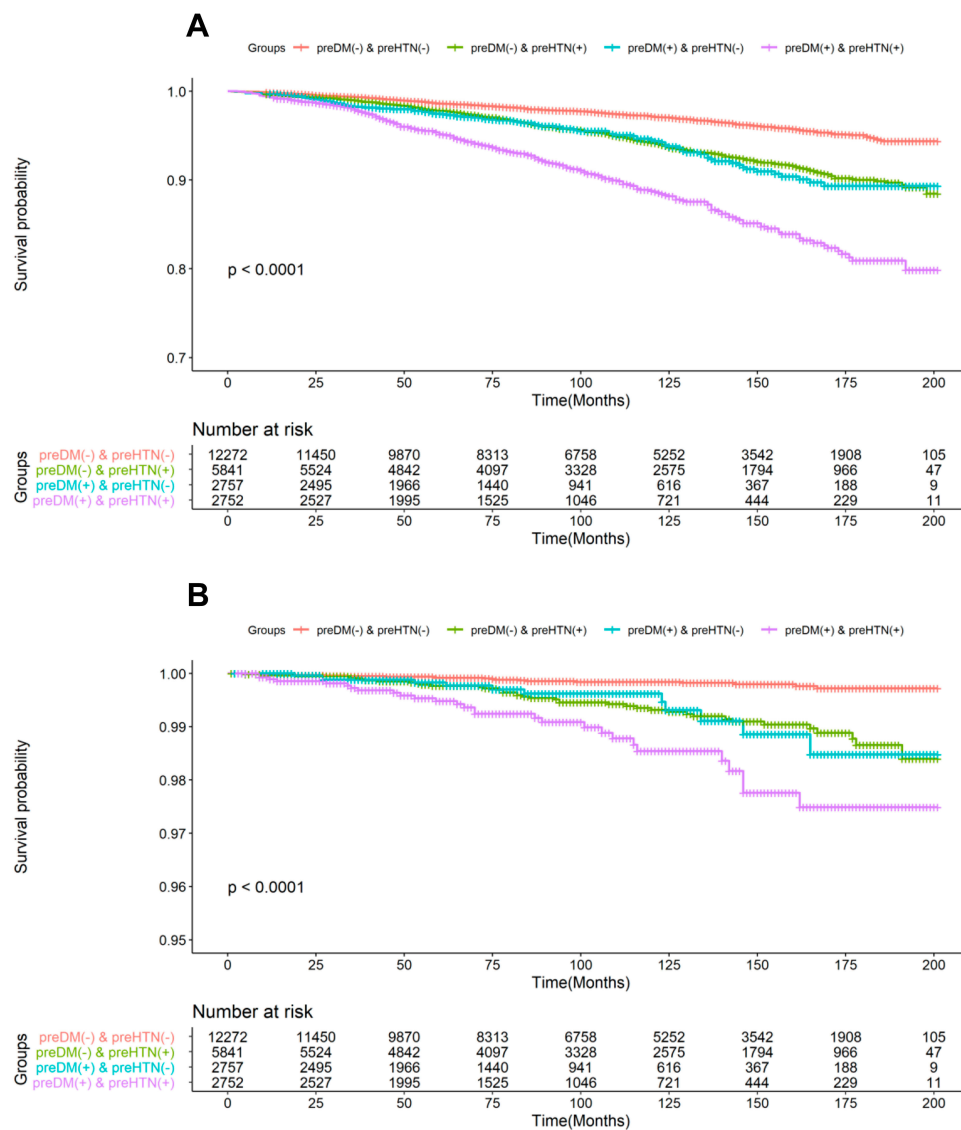 A
Groups preDM(-) & preHTN(-) preDM(-) & preHTN(+) preDM(+) & preHTN(-) preDM(+) & preHTN(+)
Survival probability
1.0
0.9
0.8
0.7
p < 0.0001
0 25 50 75 100 125 150 175 200
Time(Months)
Number at risk
Groups
preDM(-) & preHTN(-) 12272 11450 9870 8313 6758 5252 3542 1908 105
preDM(-) & preHTN(+) 5841 5524 4842 4097 3328 2575 1794 966 47
preDM(+) & preHTN(-) 2757 2495 1966 1440 941 616 367 188 9
preDM(+) & preHTN(+) 2752 2527 1995 1525 1046 721 444 229 11
0 25 50 75 100 125 150 175 200
Time(Months)
B
Groups preDM(-) & preHTN(-) preDM(-) & preHTN(+) preDM(+) & preHTN(-) preDM(+) & preHTN(+)
Survival probability
1.00
0.99
0.98
0.97
0.96
0.95
p < 0.0001
0 25 50 75 100 125 150 175 200
Time(Months)
Number at risk
Groups
preDM(-) & preHTN(-) 12272 11450 9870 8313 6758 5252 3542 1908 105
preDM(-) & preHTN(+) 5841 5524 4842 4097 3328 2575 1794 966 47
preDM(+) & preHTN(-) 2757 2495 1966 1440 941 616 367 188 9
preDM(+) & preHTN(+) 2752 2527 1995 1525 1046 721 444 229 11
0 25 50 75 100 125 150 175 200
Time(Months)